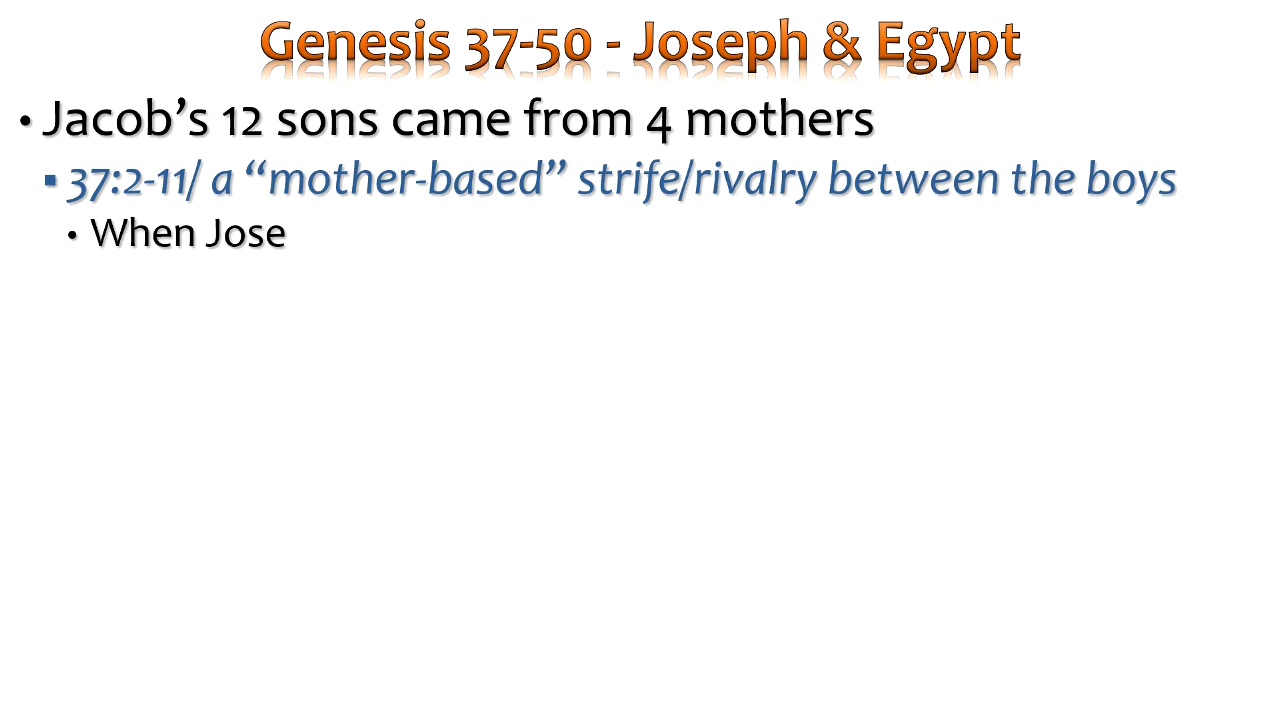 Genesis 37-50 - Joseph & Egypt
• Jacob’s 12 sons came from 4 mothers
▪ 37:2-11/ a “mother-based” strife/rivalry between the boys
• When Jose